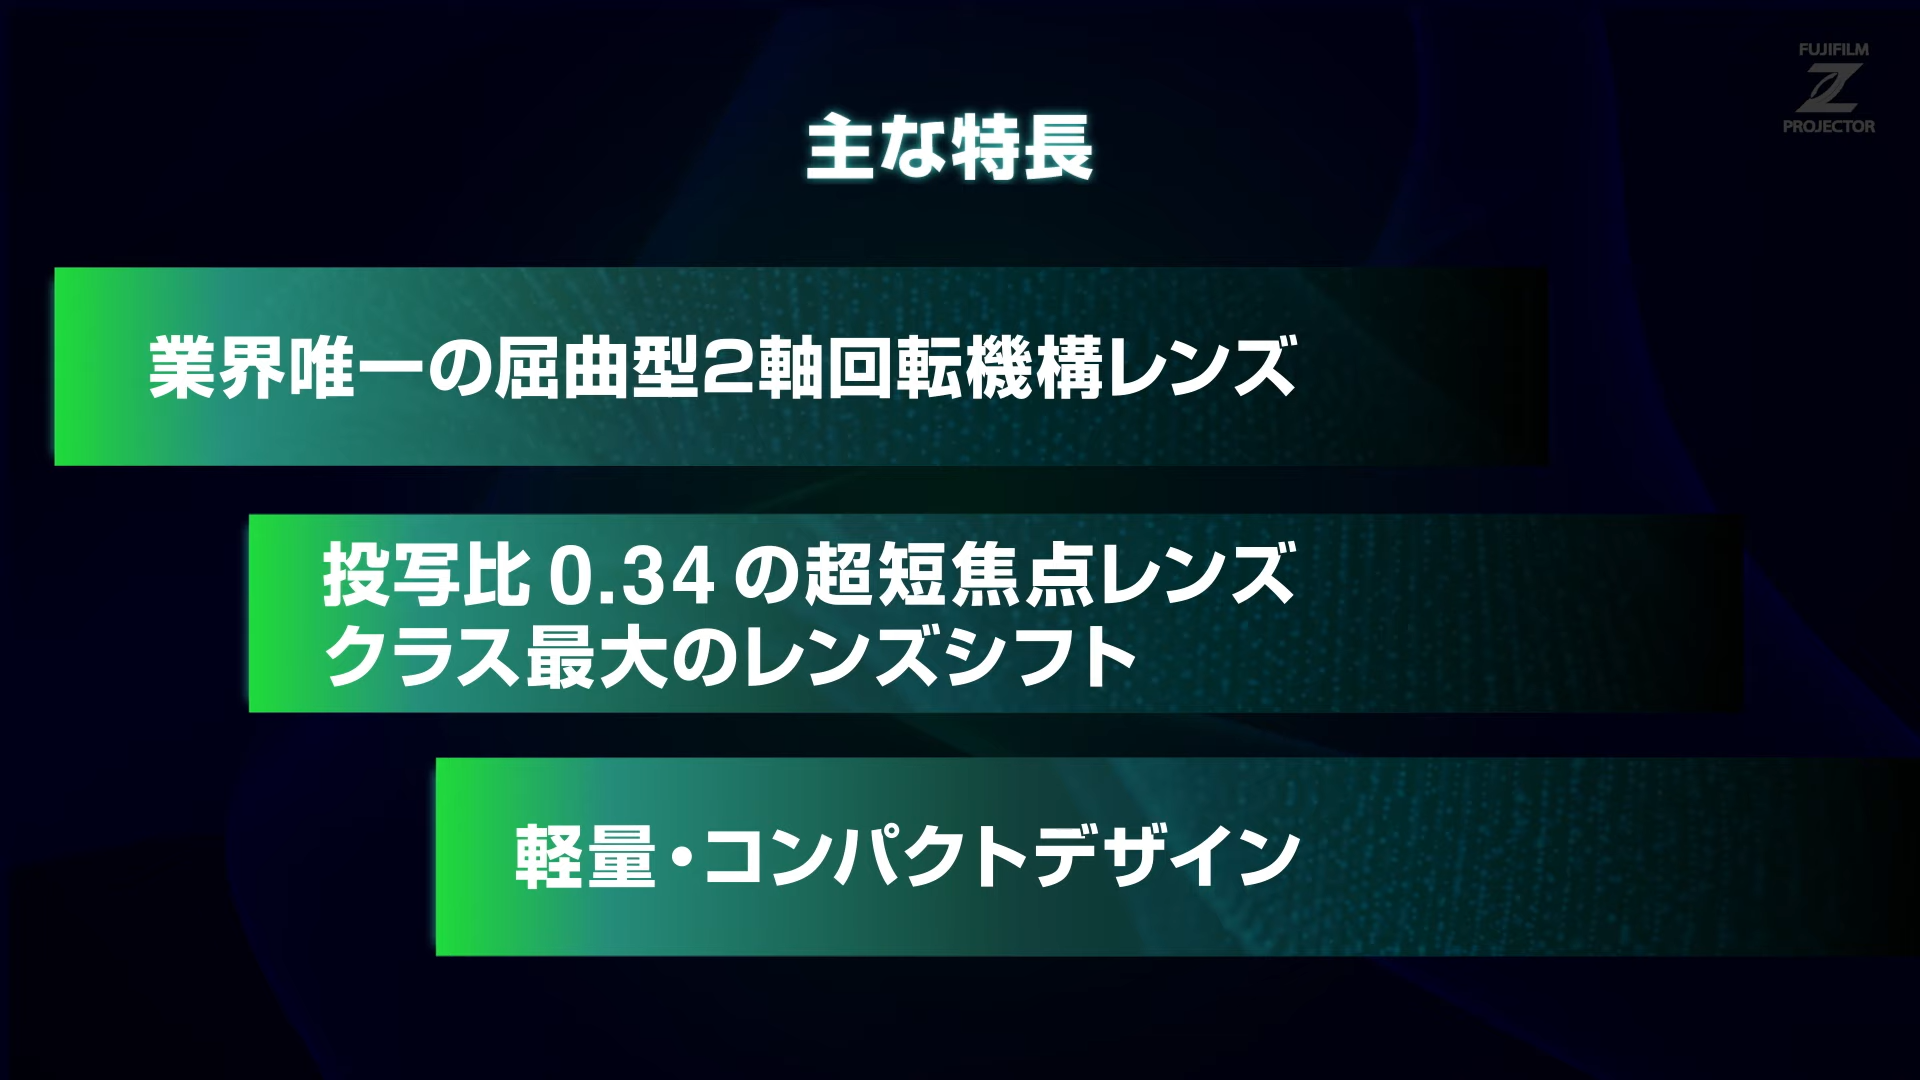 FUJIFILM
Z
PROJECTOR
主な特長
業界唯一の屈曲型2軸回転機構レンズ
投写比0.34の超短焦点レンズ
クラス最大のレンズシフト
軽量・コンパクトデザイン